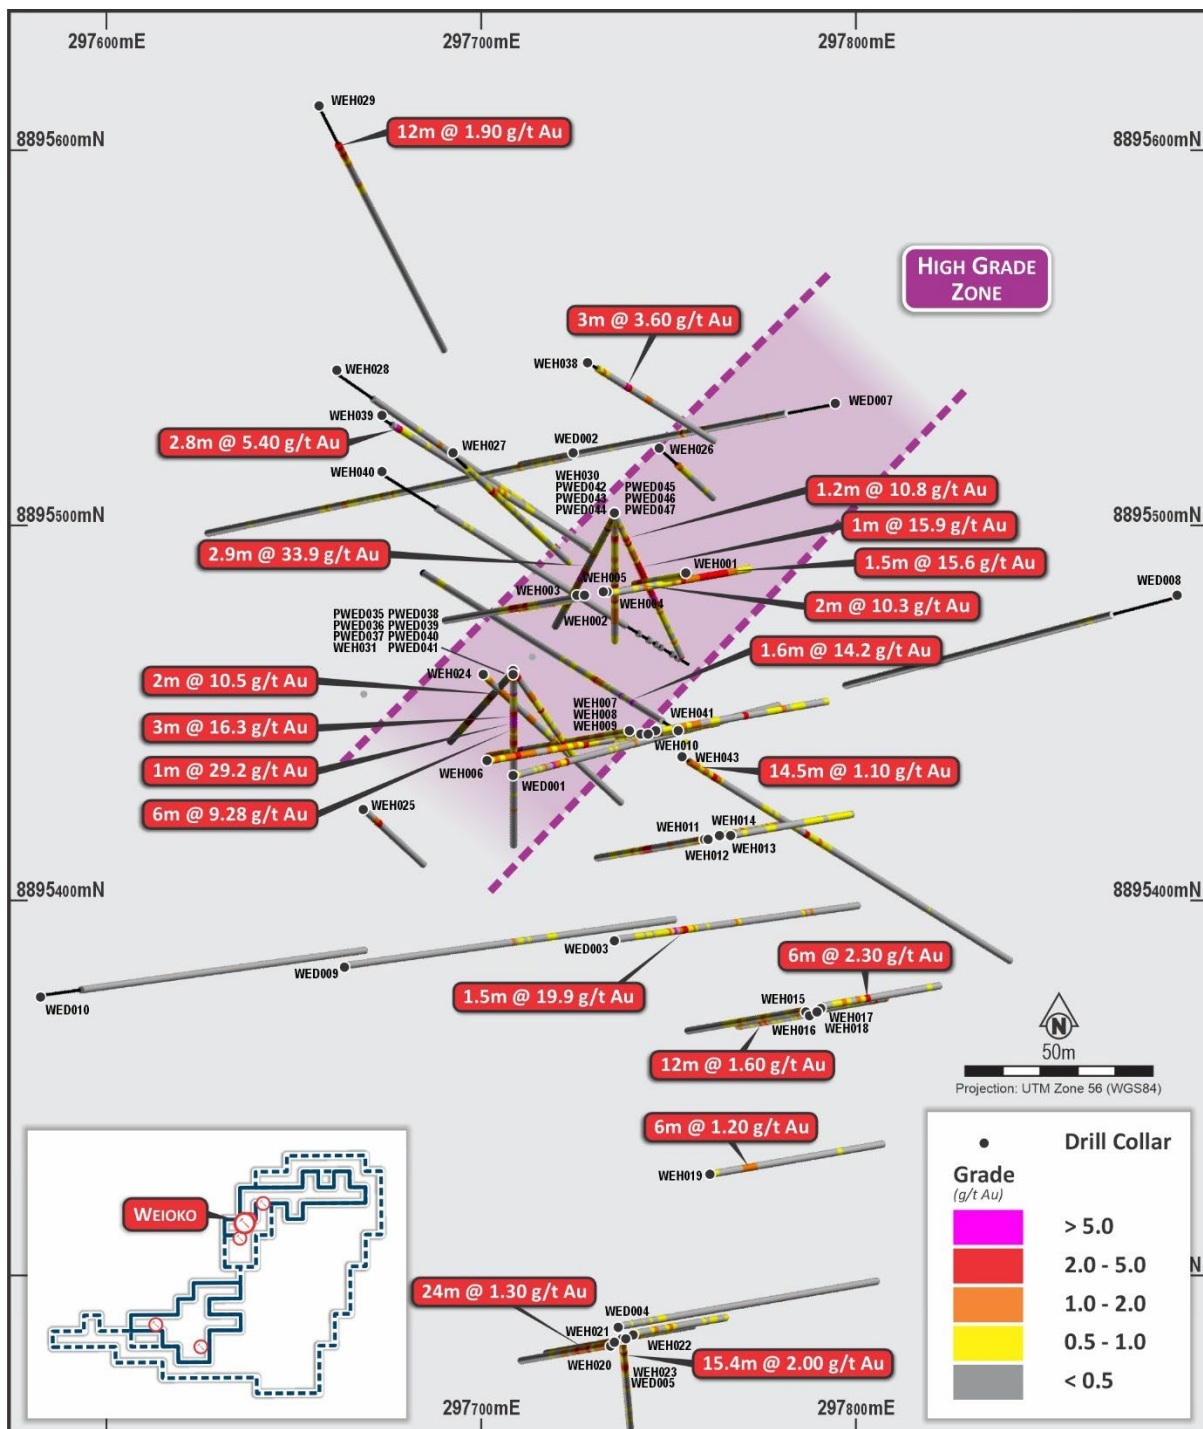 297600mE
297700mE
297800mE
WEH029
12m @ 1.90 g/t Au
8895600mN
8895600mN
HIGH GRADE
ZONE
3m @ 3.60 g/t Au
WEH028
WEH038
WED007
WEH039
2.8m @ 5.40 g/t Au
WEH027
WED002
WEH026
WEH040
WEH030
PWED042
PWED043
PWED044
PWED045
PWED046
PWED047
1.2m @ 10.8 g/t Au
8895500mN
8895500mN
1m @ 15.9 g/t Au
2.9m @ 33.9 g/t Au
WEH001
1.5m @ 15.6 g/t Au
WED008
WEH005
WEH003
WEH004
2m @ 10.3 g/t Au
WEH002
PWED035
PWED036
PWED037
WEH031
PWED038
PWED039
PWED040
PWED041
1.6m @ 14.2 g/t Au
WEH024
2m @ 10.5 g/t Au
WEH007
WEH008
WEH009
WEH041
3m @ 16.3 g/t Au
WEH010
WEH043
1m @ 29.2 g/t Au
WEH006
WED001
14.5m @ 1.10 g/t Au
6m @ 9.28 g/t Au
WEH025
WEH014
WEH011
WEH012
WEH013
8895400mN
8895400mN
WED003
6m @ 2.30 g/t Au
WED009
1.5m @ 19.9 g/t Au
WED010
WEH015
WEH017
WEH016
WEH018
N
50m
12m @ 1.60 g/t Au
Projection: UTM Zone 56 (WGS84)
6m @ 1.20 g/t Au
WEH019
Drill Collar
Grade
(g/t Au)
> 5.0
2.0 - 5.0
1.0 - 2.0
0.5 - 1.0
< 0.5
WEIOKO
N
24m @ 1.30 g/t Au
WED004
WEH021
WEH022
WEH020
15.4m @ 2.00 g/t Au
WEH023
WED005
297700mE
297800mE